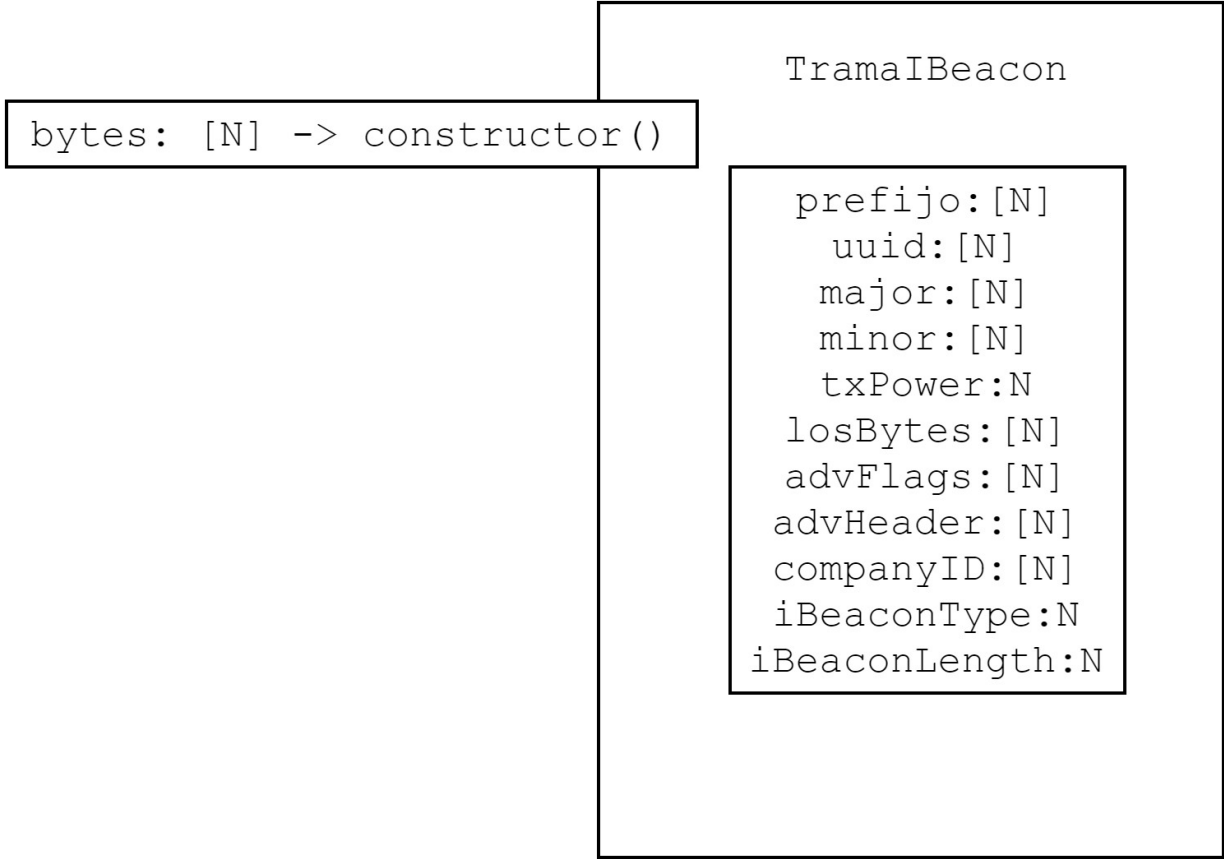 TramaIBeacon
bytes: [N] -> constructor()
prefijo:[N]
uuid:[N]
major:[N]
minor:[N]
txPower:N
losBytes:[N]
advFlags:[N]
advHeader:[N]
companyID:[N]
iBeaconType:N
iBeaconLength:N